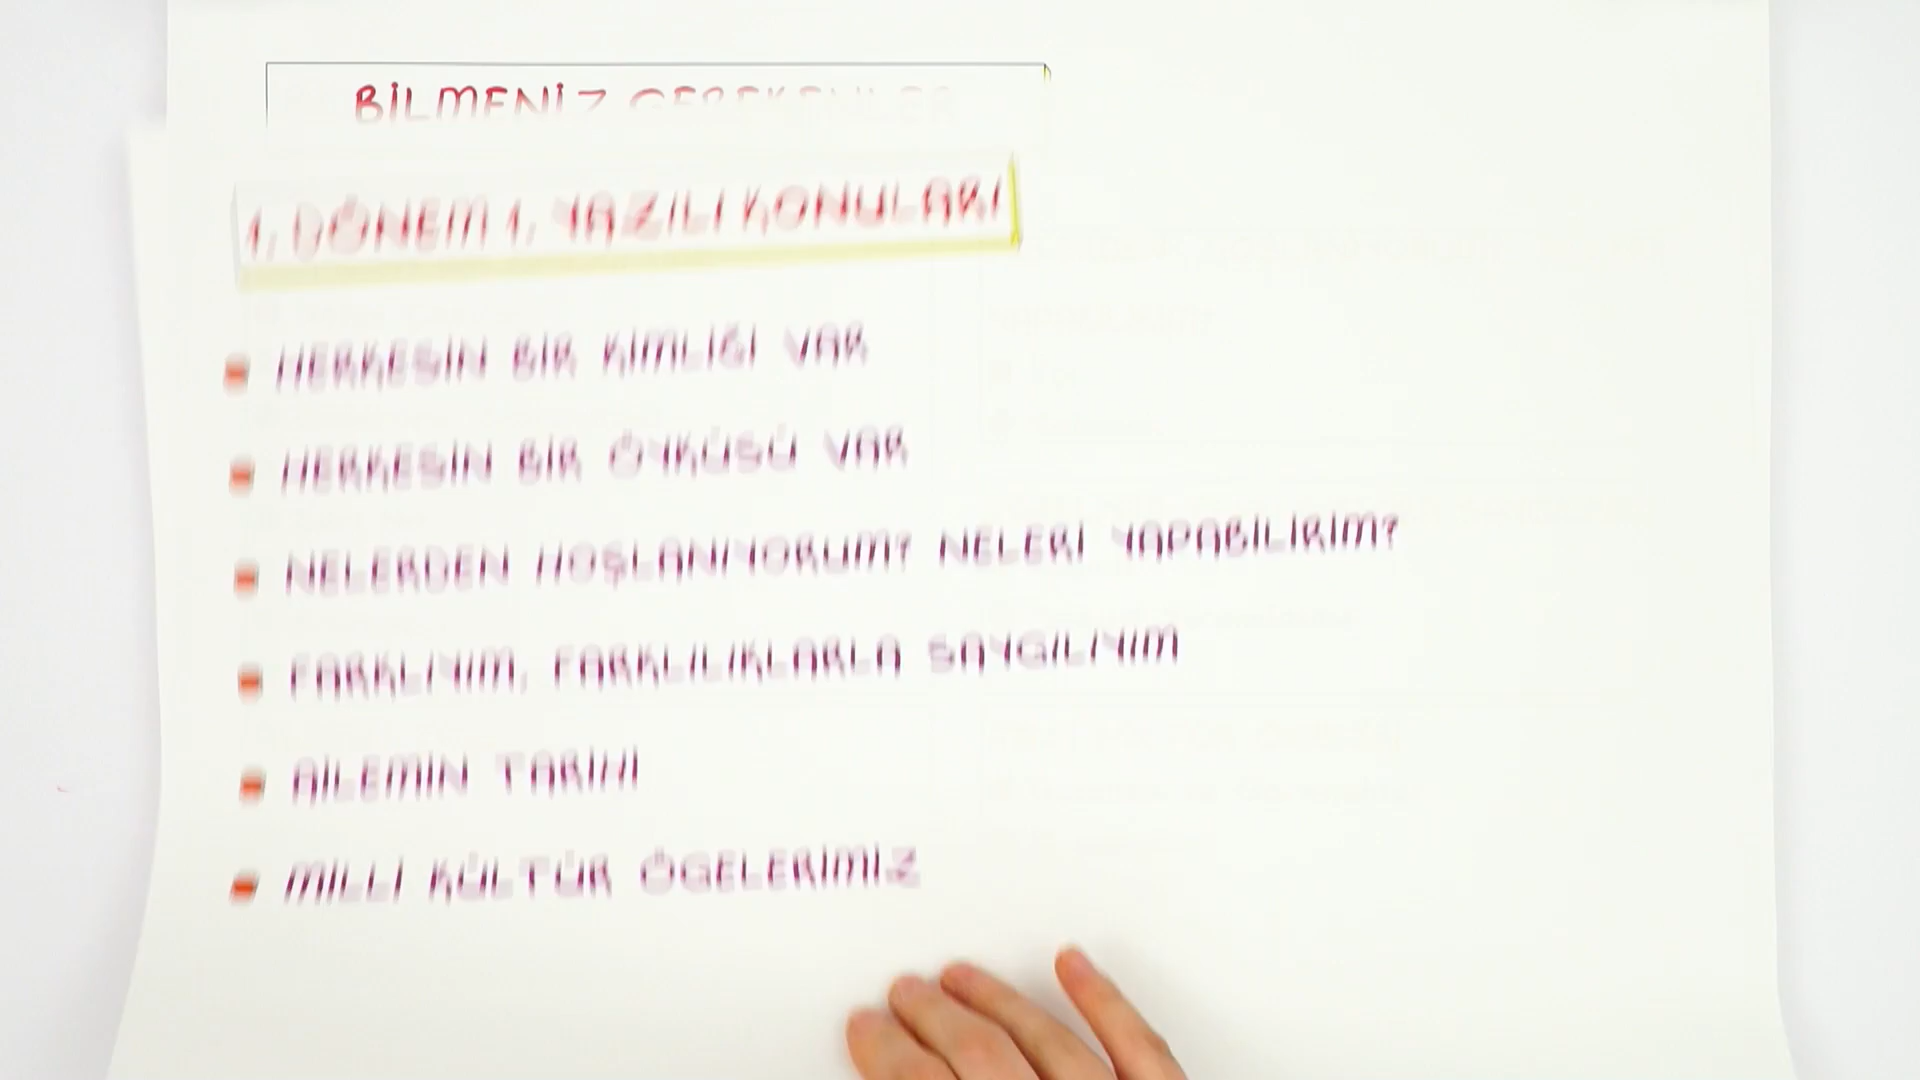 BİLMENİZ GEREKENLER
1. DÖNEM 1. YAZILI KONULARI
HERKESİN BİR KİMLİĞİ VAR
HERKESİN BİR ÖYKÜSÜ VAR
NELERDEN HOŞLANIYORUM? NELERİ YAPABİLİRİM?
FARKLIYIM, FARKLILIKLARLA SAYGILIYIM
AİLEMİN TARİHİ
MİLLİ KÜLTÜR ÖGELERİMİZ